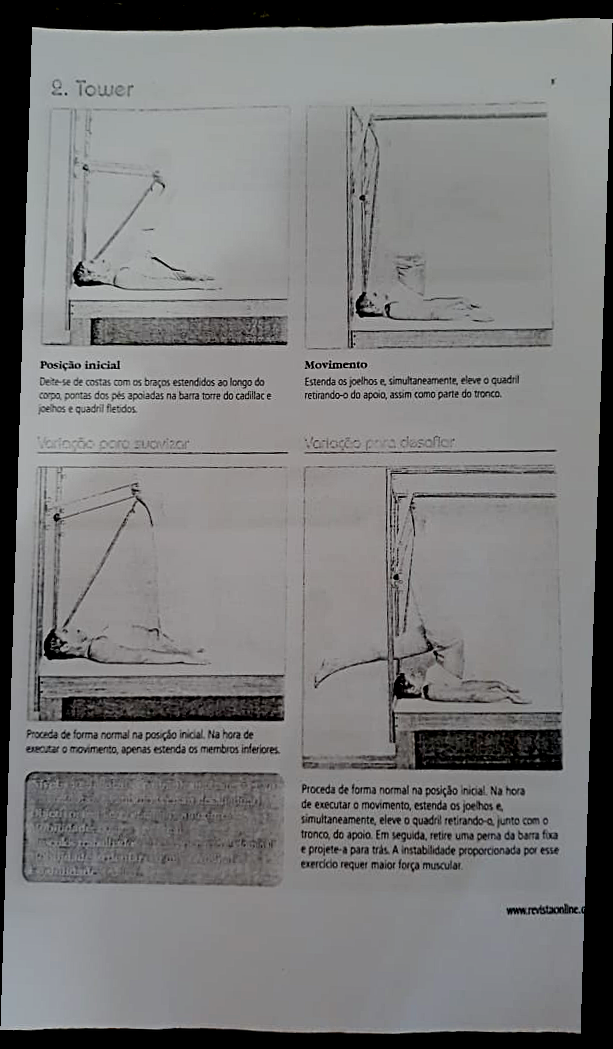 2. Tower
Posição inicial
Deite-se de costas com os braços estendidos ao longo do
corpo, pontas dos pés apoiadas na barra torre do cadillac e
joelhos e quadril fletidos.
Movimento
Estenda os joelhos e, simultaneamente, eleve o quadril
retirando-o do apoio, assim como parte do tronco.
Variação para suavizar
Proceda de forma normal na posição inicial. Na hora de
executar o movimento, apenas estenda os membros inferiores.
Variação para desafiar
Proceda de forma normal na posição inicial. Na hora
de executar o movimento, estenda os joelhos e,
simultaneamente, eleve o quadril retirando-o, junto com o
tronco, do apoio. Em seguida, retire uma perna da barra fixa
e projete-a para trás. A instabilidade proporcionada por esse
exercício requer maior força muscular.
www.revistaonline.c